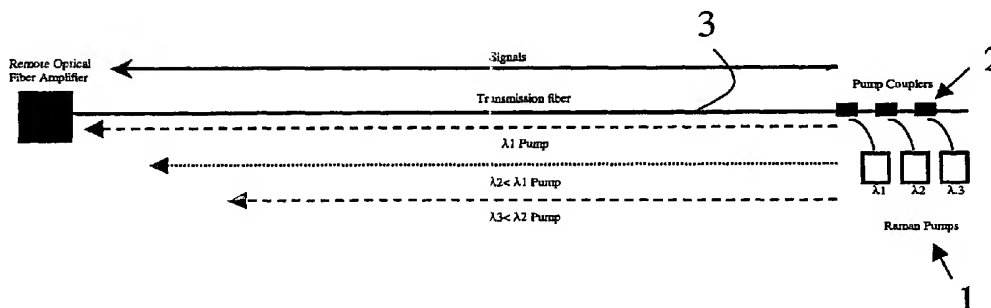 3
Signals
Remote Optical
Fiber Amplifier
2
Pump Couplers
Transmission fiber
λ1 Pump
λ2< λ1 Pump
λ1 λ2 λ3
λ3< λ2 Pump
Raman Pumps
1